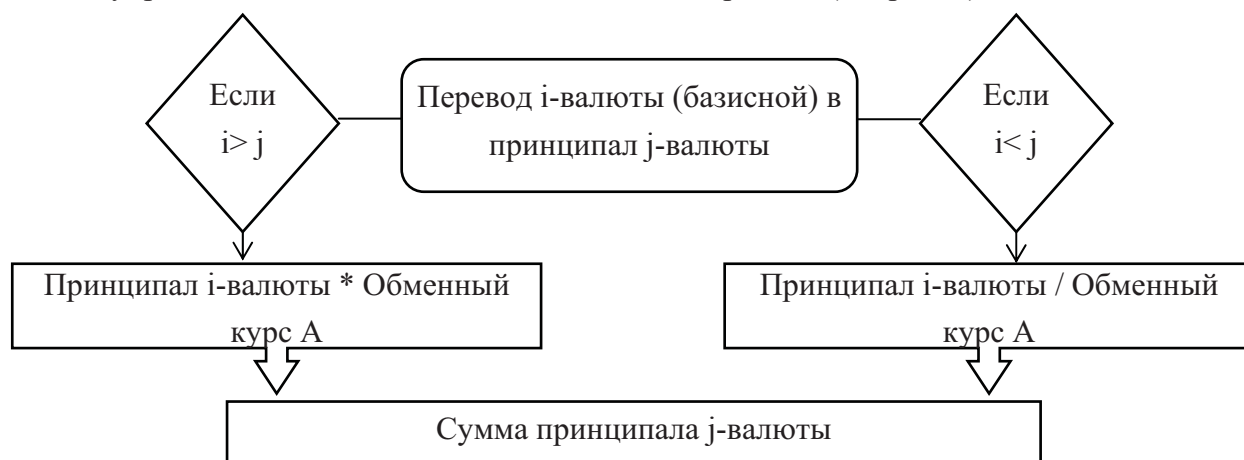 Если
i> j
Перевод i-валюты (базисной) в
принципал j-валюты
Если
i< j
Принципал i-валюты * Обменный
курс А
Принципал i-валюты / Обменный
курс А
Сумма принципала j-валюты